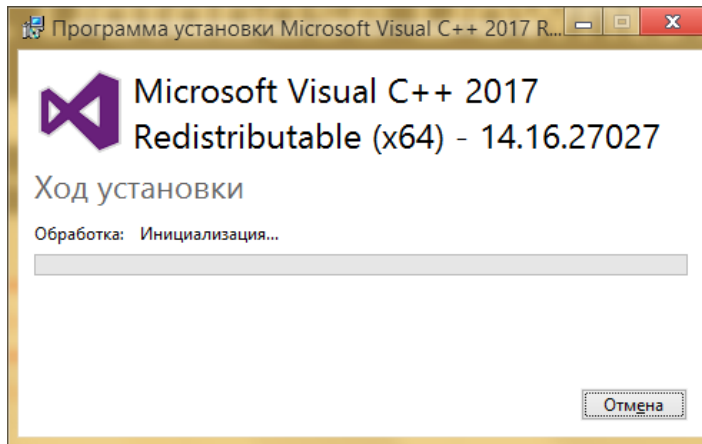 Программа установки Microsoft Visual C++ 2017 R...
Microsoft Visual C++ 2017
Redistributable (x64) - 14.16.27027
Ход установки
Обработка: Инициализация...
Отмена